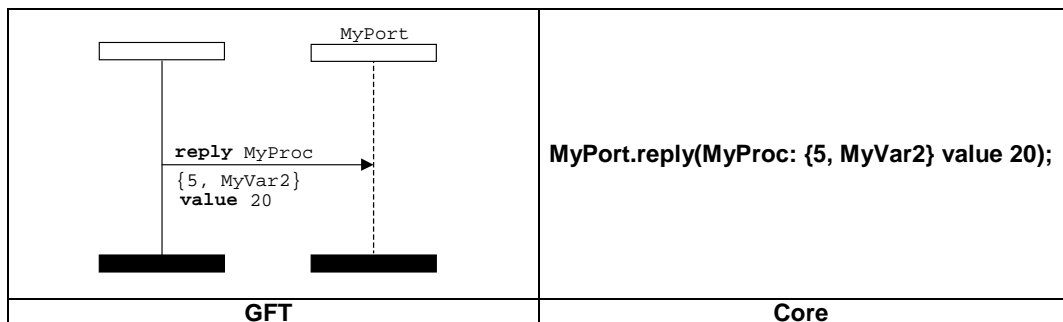 MyPort
reply MyProc
{5, MyVar2}
value 20
MyPort.reply(MyProc: {5, MyVar2} value 20);
GFT
Core